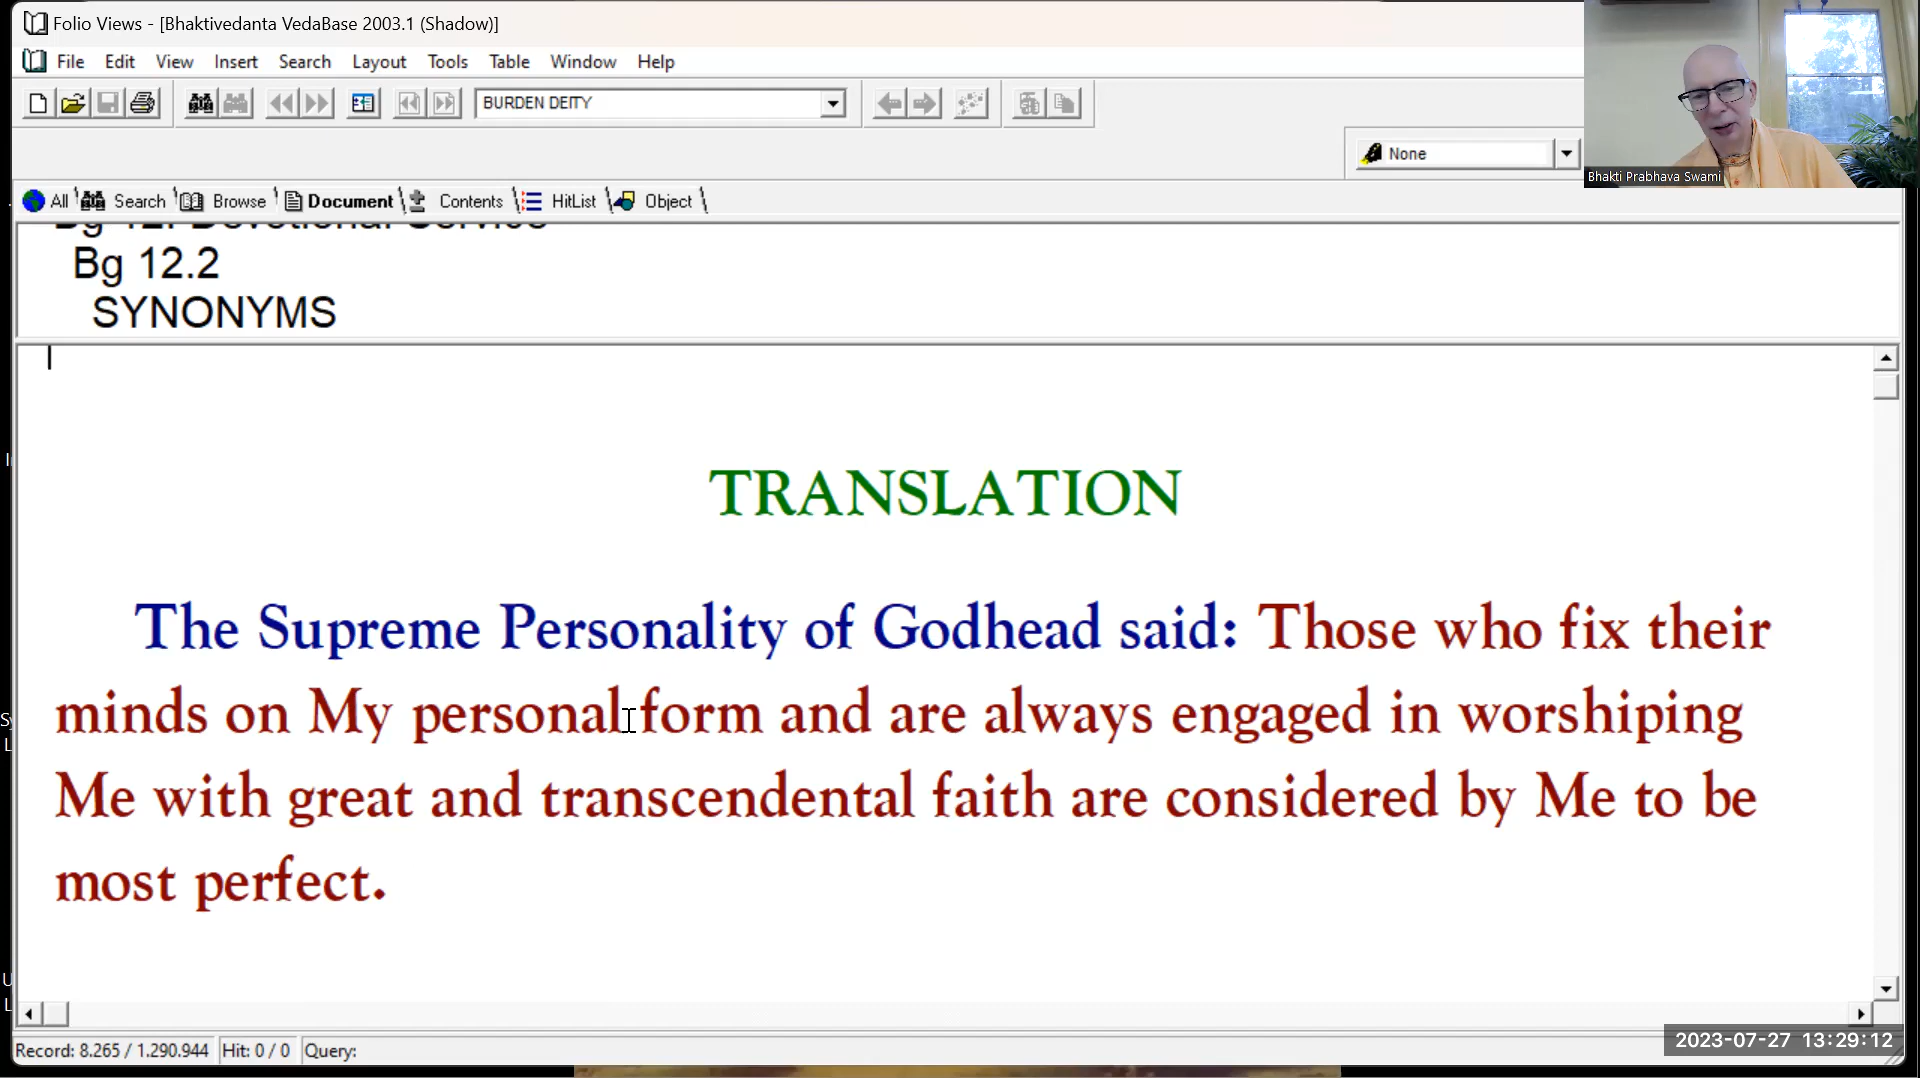 Folio Views - [Bhaktivedanta VedaBase 2003.1 (Shadow)]
File Edit View Insert Search Layout Tools Table Window Help
BURDEN DEITY
None
Bhakti Prabhava Swami
All Search Browse Document Contents HitList Object
Bg 12. Devotional Service
Bg 12.2
SYNONYMS
TRANSLATION
The Supreme Personality of Godhead said: Those who fix their
minds on My personal form and are always engaged in worshiping
Me with great and transcendental faith are considered by Me to be
most perfect.
Record: 8.265 / 1.290.944 Hit: 0 / 0 Query:
2023-07-27 13:29:12